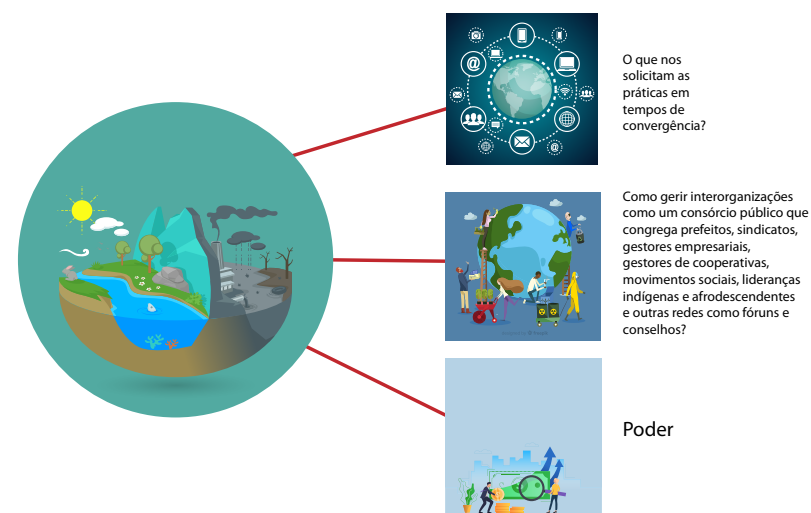 O que nos
solicitam as
práticas em
tempos de
convergência?
Como gerir interorganizações
como um consórcio público que
congrega prefeitos, sindicatos,
gestores empresariais,
gestores de cooperativas,
movimentos sociais, lideranças
indígenas e afrodescendentes
e outras redes como fóruns e
conselhos?
Poder